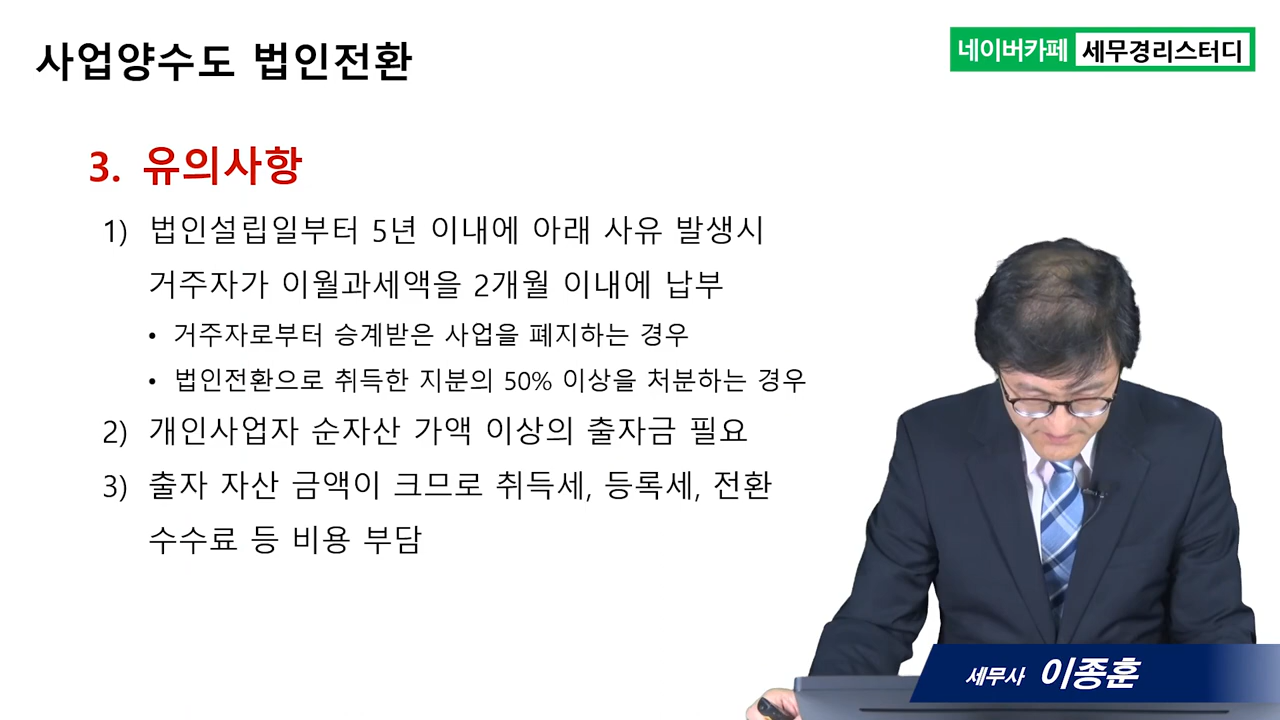 사업양수도 법인전환
네이버카페 세무경리스터디
3. 유의사항
1) 법인설립일부터 5년 이내에 아래 사유 발생시
거주자가 이월과세액을 2개월 이내에 납부
• 거주자로부터 승계받은 사업을 폐지하는 경우
• 법인전환으로 취득한 지분의 50% 이상을 처분하는 경우
2) 개인사업자 순자산 가액 이상의 출자금 필요
3) 출자 자산 금액이 크므로 취득세, 등록세, 전환
수수료 등 비용 부담
세무사 이종훈